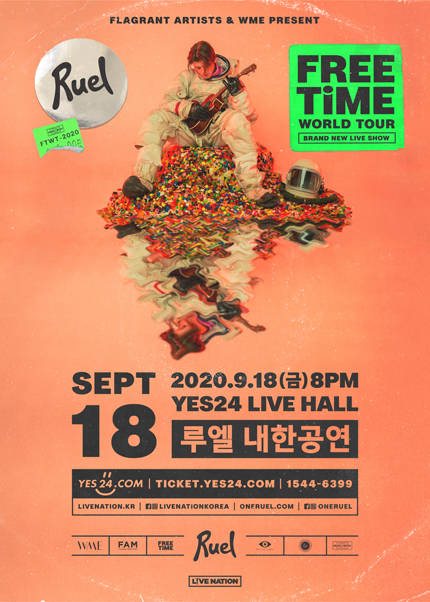 FLAGRANT ARTISTS & WME PRESENT
Ruel
FTWT-2020
FREE
TiME
WORLD TOUR
BRAND NEW LIVE SHOW
SEPT
18
2020.9.18(금)8PM
YES24 LIVE HALL
루엘 내한공연
YES24.COM | TICKET.YES24.COM | 1544-6399
LIVENATION.KR | LIVENATIONKOREA | ONERUEL.COM | ONERUEL
WME | FAM | FREE TIME
Ruel
LIVE NATION